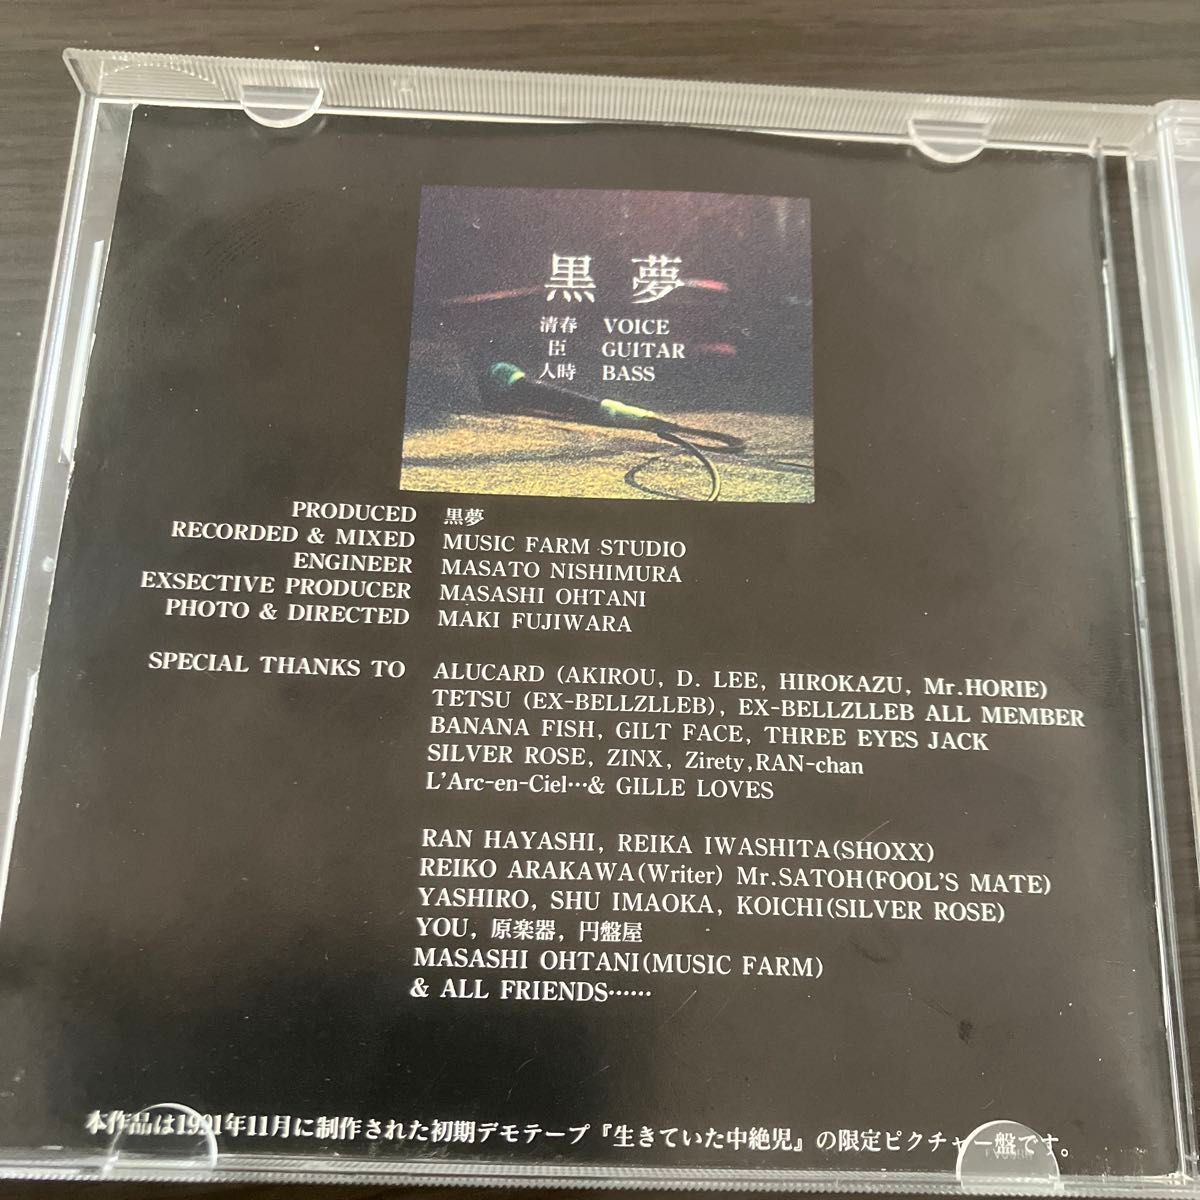 黒夢
清春 VOICE
臣 GUITAR
人時 BASS
PRODUCED 黒夢
RECORDED & MIXED MUSIC FARM STUDIO
ENGINEER MASATO NISHIMURA
EXSECTIVE PRODUCER MASASHI OHTANI
PHOTO & DIRECTED MAKI FUJIWARA
SPECIAL THANKS TO ALUCARD (AKIROU, D. LEE, HIROKAZU, Mr.HORIE)
TETSU (EX-BELLZLLEB), EX-BELLZLLEB ALL MEMBER
BANANA FISH, GILT FACE, THREE EYES JACK
SILVER ROSE, ZINX, Zirety,RAN-chan
L'Arc-en-Ciel…& GILLE LOVES
RAN HAYASHI, REIKA IWASHITA(SHOXX)
REIKO ARAKAWA(Writer) Mr.SATOH(FOOL'S MATE)
YASHIRO, SHU IMAOKA, KOICHI(SILVER ROSE)
YOU, 原楽器, 円盤屋
MASASHI OHTANI(MUSIC FARM)
& ALL FRIENDS……
本作品は1991年11月に制作された初期デモテープ『生きていた中絶児』の限定ピクチャー盤です。